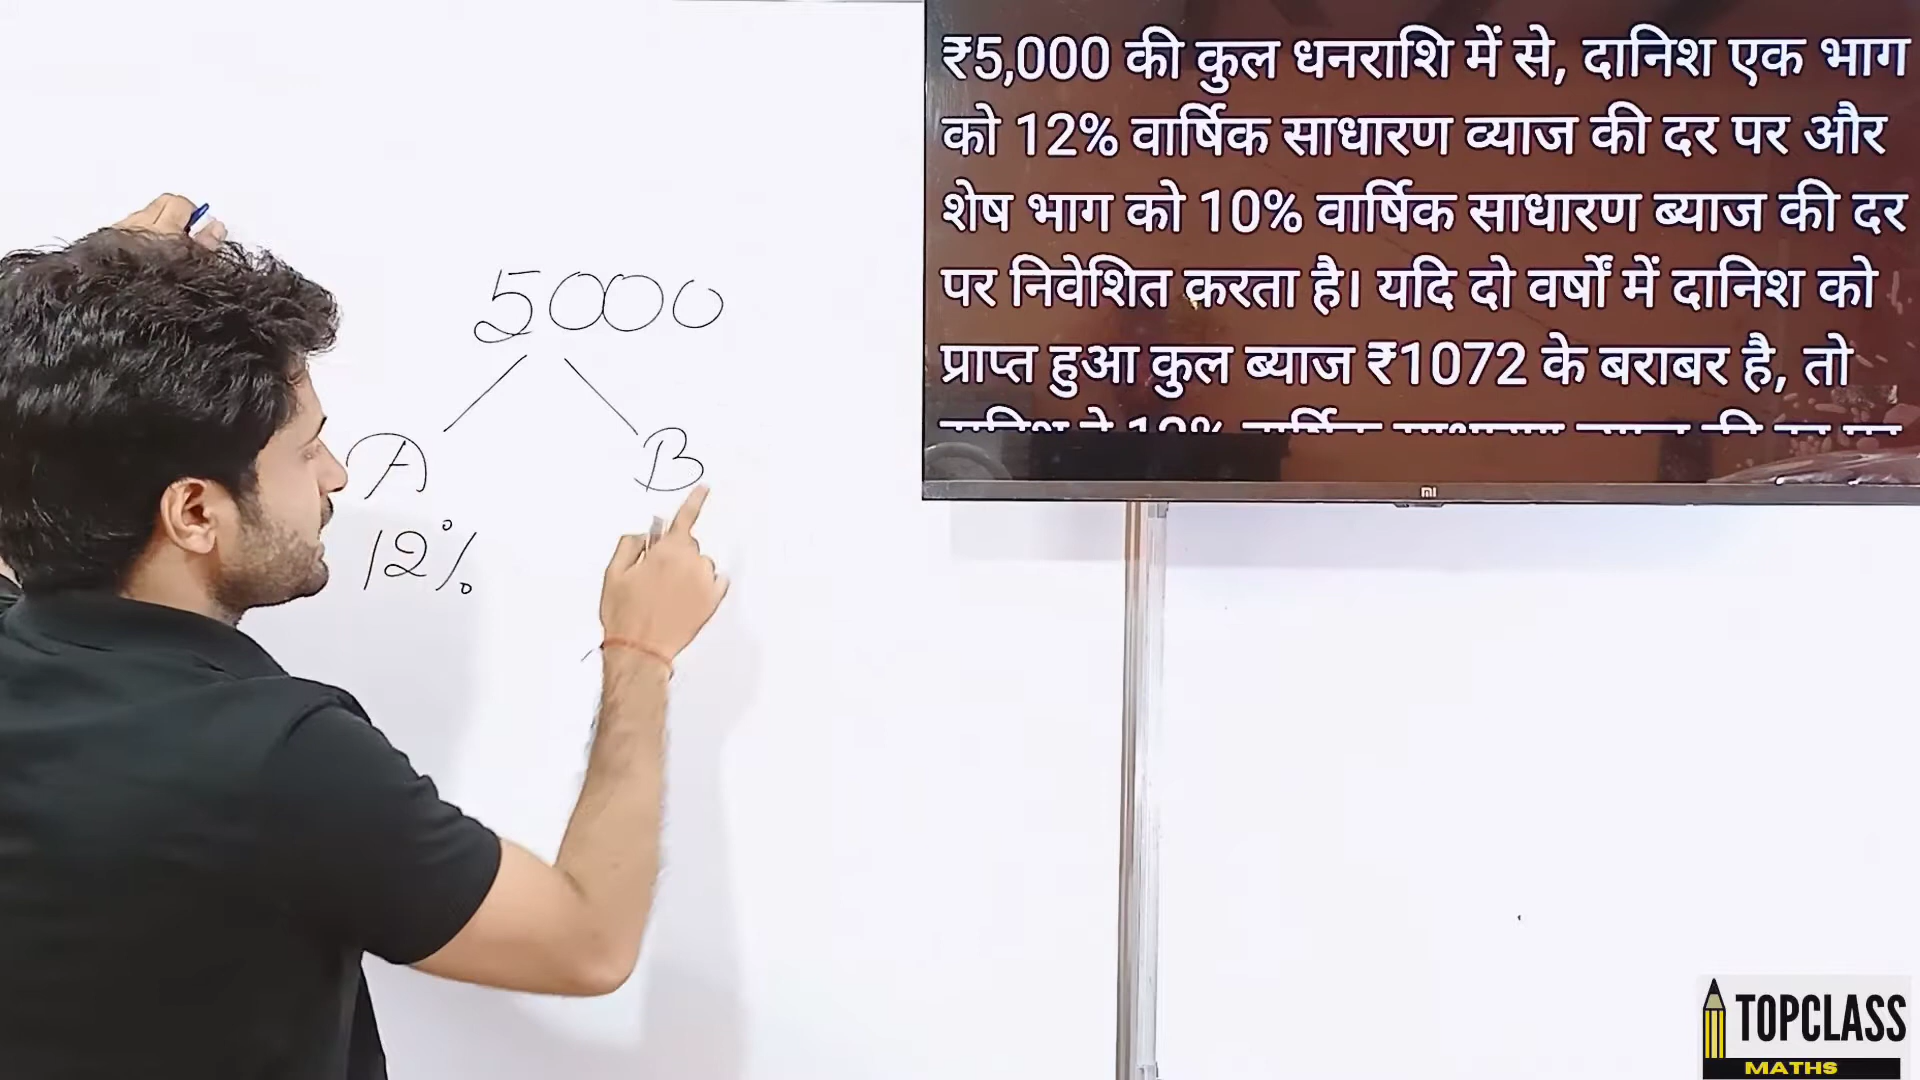 ₹5,000 की कुल धनराशि में से, दानिश एक भाग
को 12% वार्षिक साधारण व्याज की दर पर और
शेष भाग को 10% वार्षिक साधारण ब्याज की दर
पर निवेशित करता है। यदि दो वर्षों में दानिश को
प्राप्त हुआ कुल ब्याज ₹1072 के बराबर है, तो
5000
A B
12%
mi
TOPCLASS
MATHS